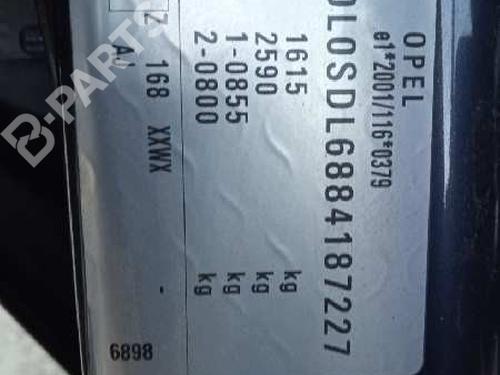 OPEL
e1*2001/116*0379
0L0SDL6884187227
1615 kg
2590 kg
1-0855 kg
2-0800 kg
Z 168 XXWX -
AJ
6898